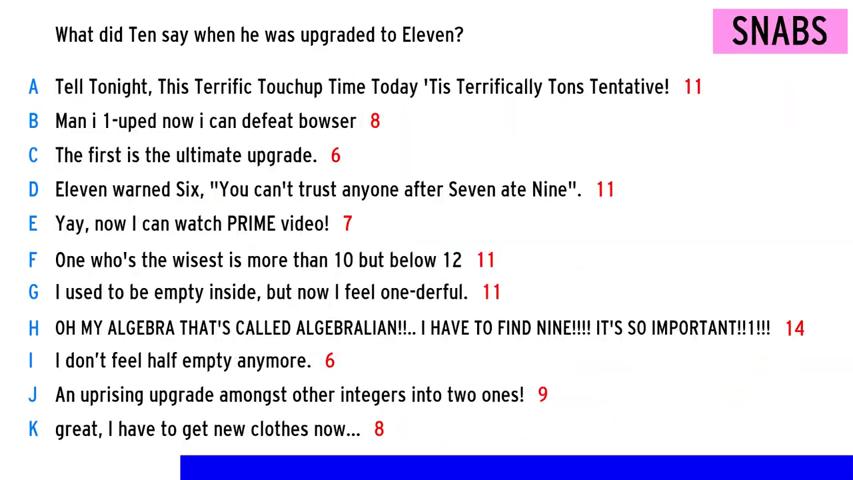 What did Ten say when he was upgraded to Eleven?
SNABS
A Tell Tonight, This Terrific Touchup Time Today 'Tis Terrifically Tons Tentative! 11
B Man i 1-uped now i can defeat bowser 8
C The first is the ultimate upgrade. 6
D Eleven warned Six, "You can't trust anyone after Seven ate Nine". 11
E Yay, now I can watch PRIME video! 7
F One who's the wisest is more than 10 but below 12 11
G I used to be empty inside, but now I feel one-derful. 11
H OH MY ALGEBRA THAT'S CALLED ALGEBRALIAN!!.. I HAVE TO FIND NINE!!!! IT'S SO IMPORTANT!!1!!! 14
I I don’t feel half empty anymore. 6
J An uprising upgrade amongst other integers into two ones! 9
K great, I have to get new clothes now... 8